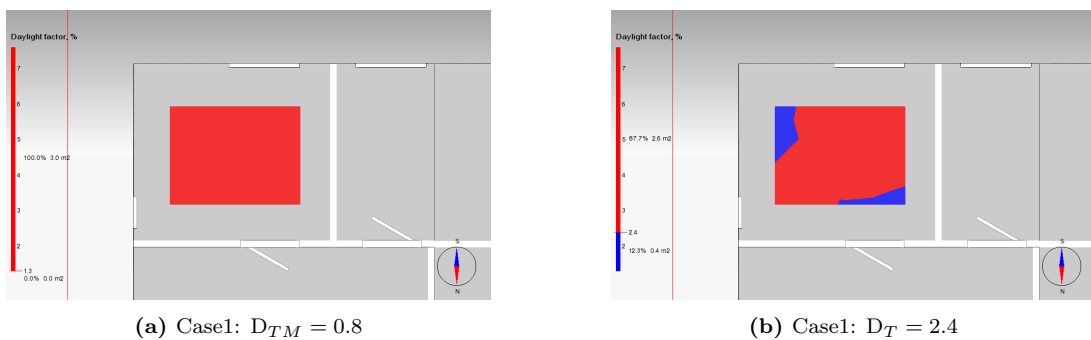 Daylight factor, %
7
6
5
100.0% 3.0 m2
4
3
2
1.3
0.0% 0.0 m2
S
N
(a) Case1: D_{TM} = 0.8
Daylight factor, %
7
6
5
87.7% 2.6 m2
4
3
2.4
2
12.3% 0.4 m2
S
N
(b) Case1: D_T = 2.4